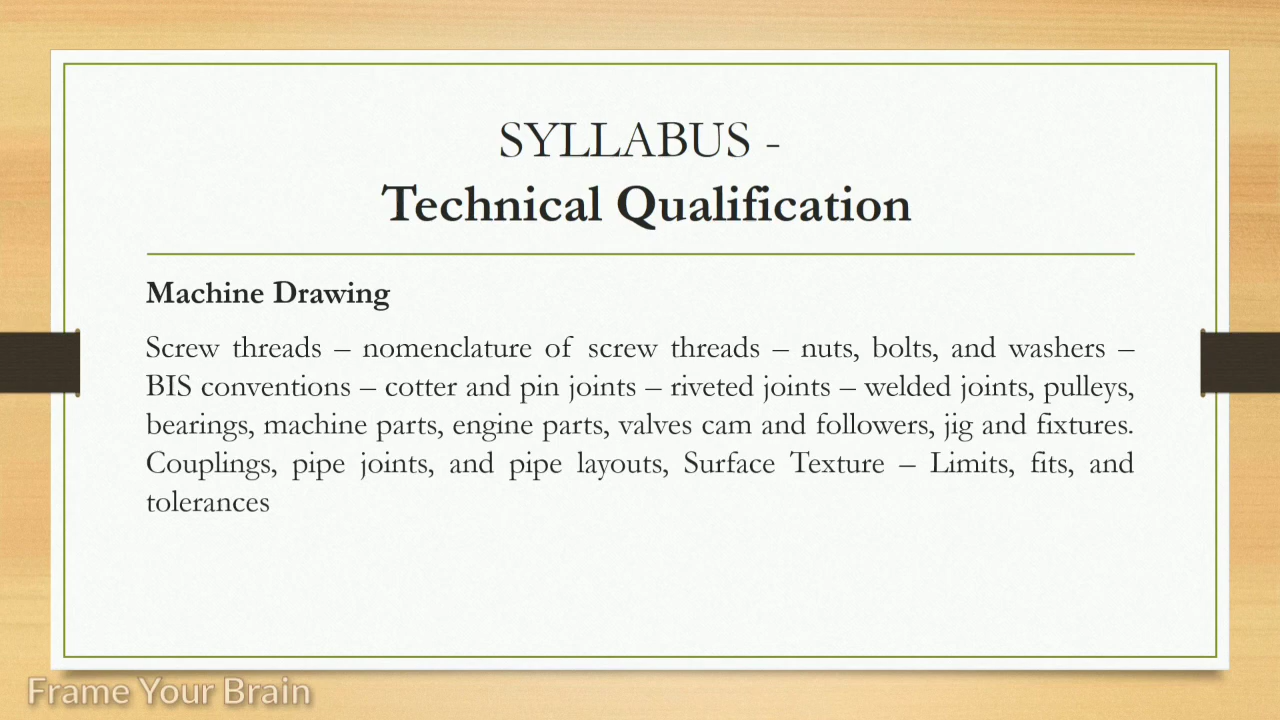 SYLLABUS -
Technical Qualification
Machine Drawing
Screw threads – nomenclature of screw threads – nuts, bolts, and washers –
BIS conventions – cotter and pin joints – riveted joints – welded joints, pulleys,
bearings, machine parts, engine parts, valves cam and followers, jig and fixtures.
Couplings, pipe joints, and pipe layouts, Surface Texture – Limits, fits, and
tolerances
Frame Your Brain